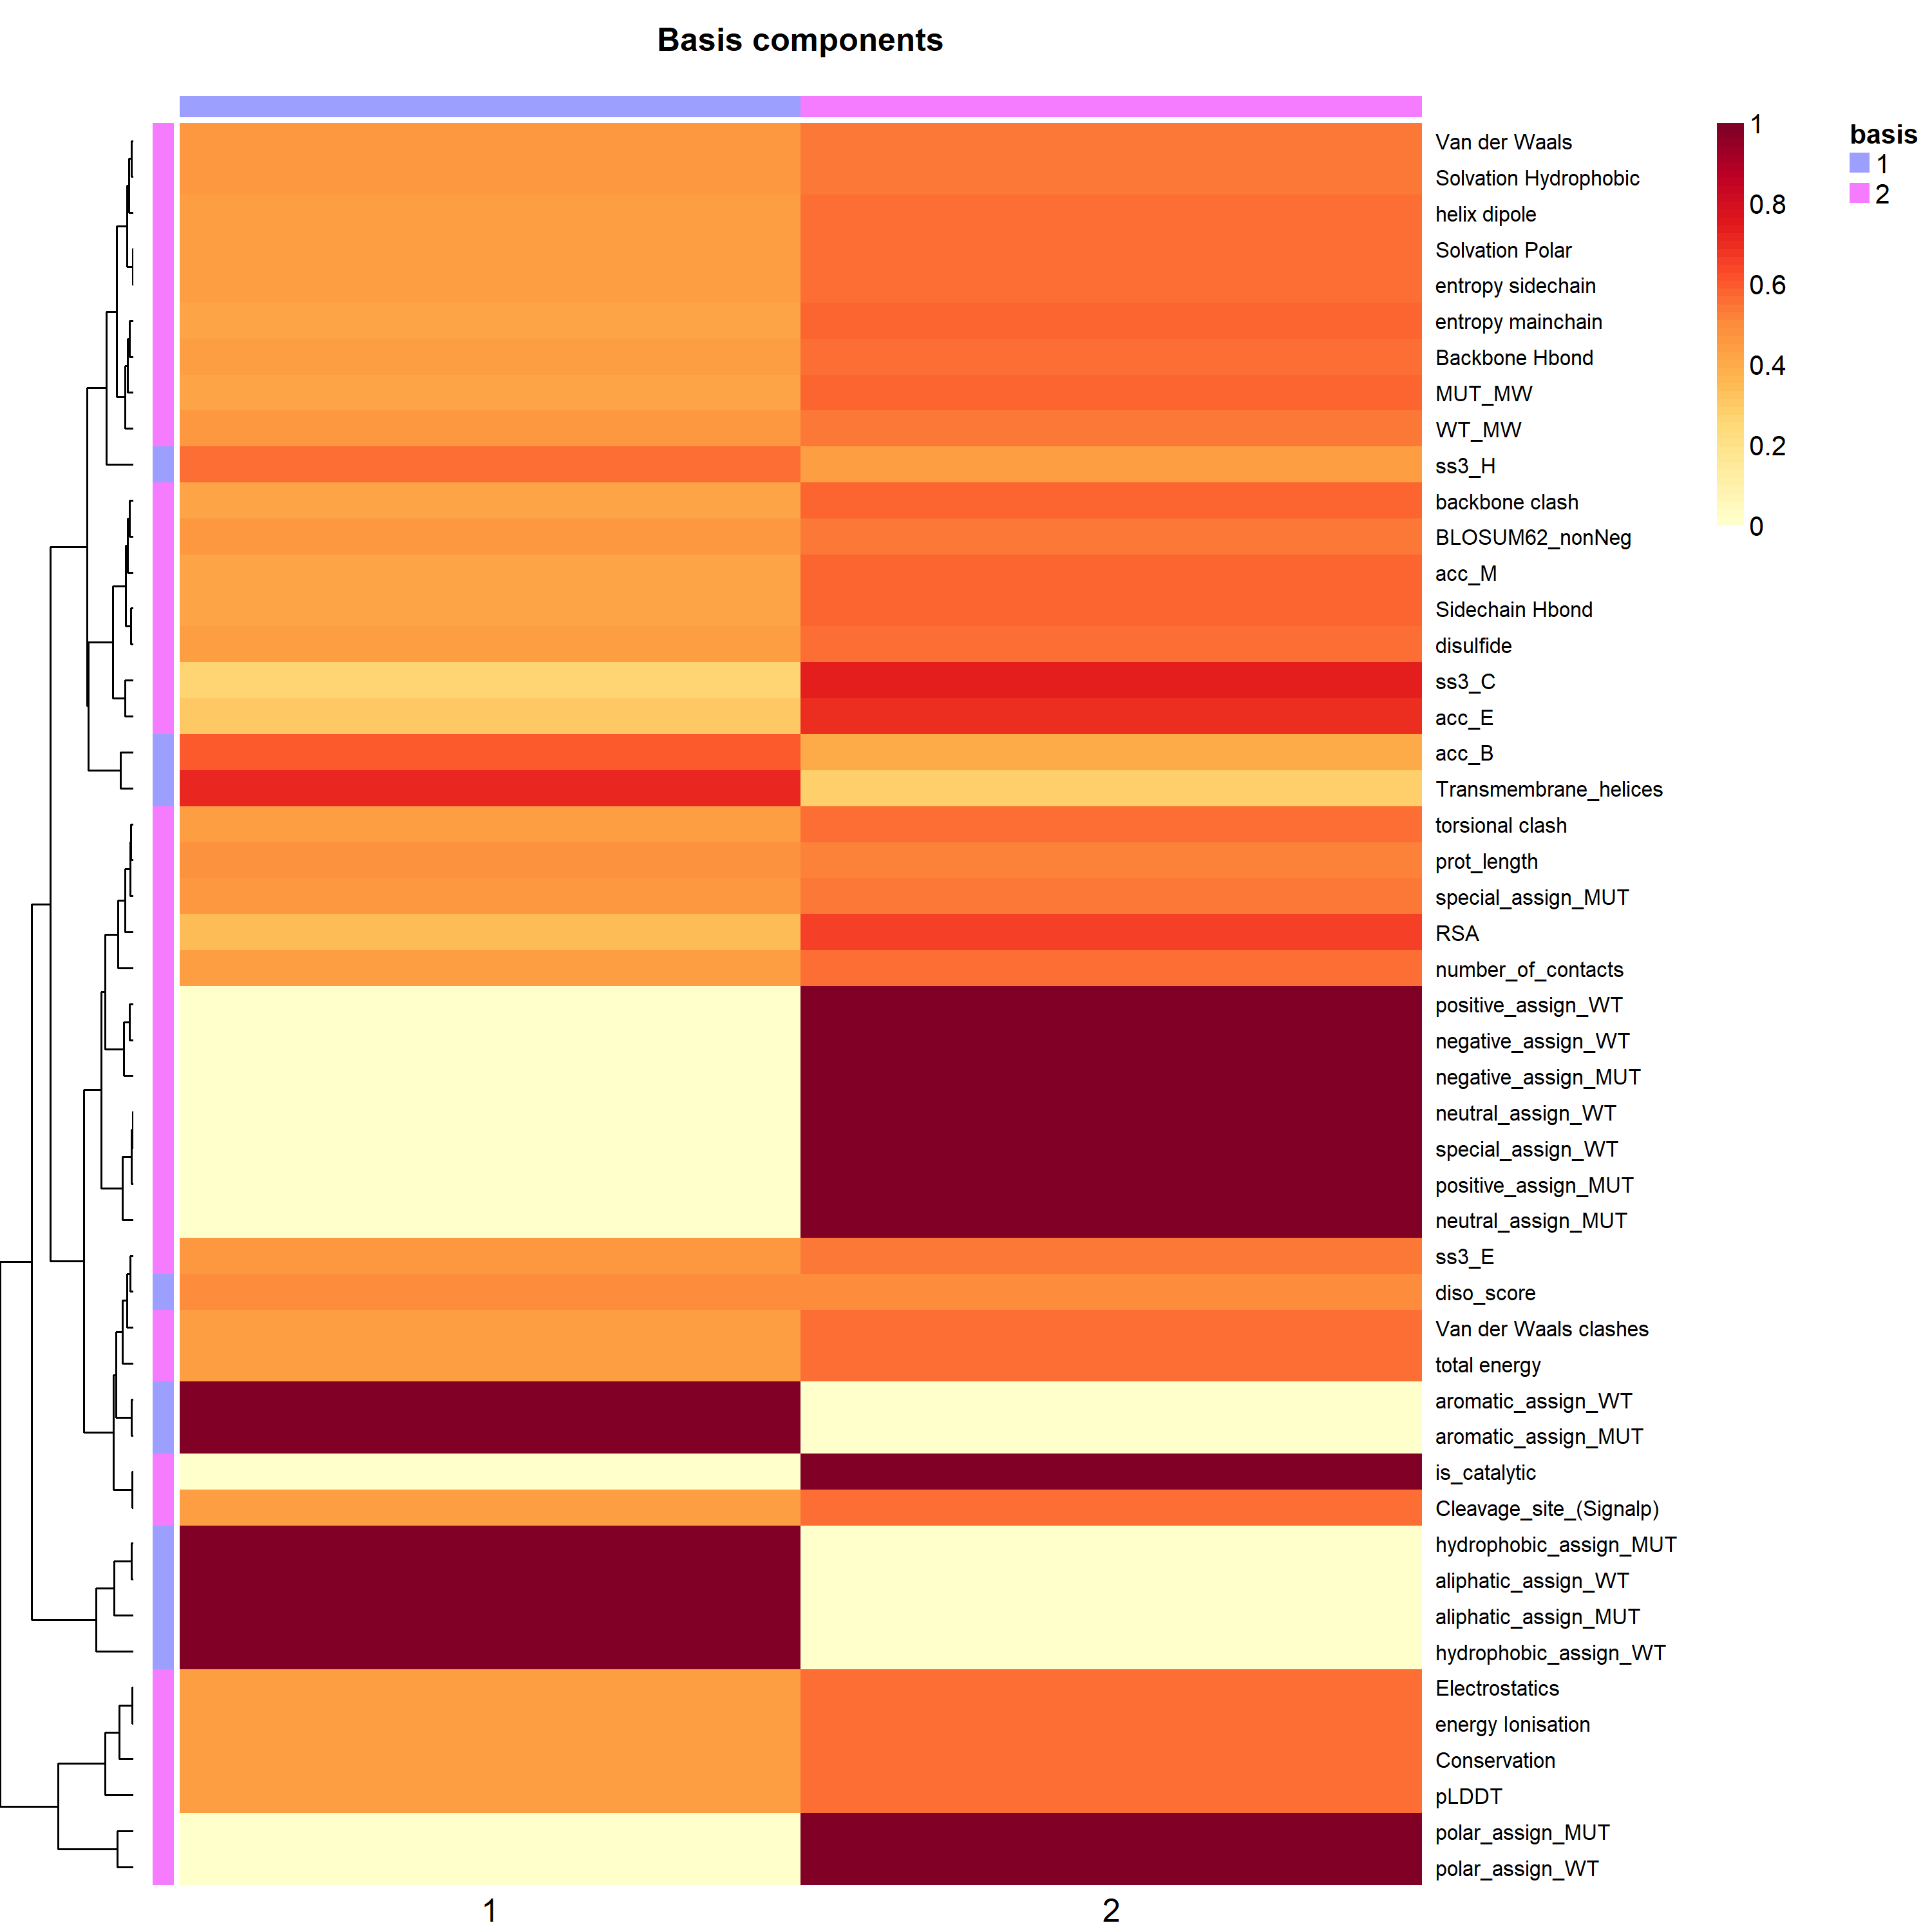 Basis components
Van der Waals
Solvation Hydrophobic
helix dipole
Solvation Polar
entropy sidechain
entropy mainchain
Backbone Hbond
MUT_MW
WT_MW
ss3_H
backbone clash
BLOSUM62_nonNeg
acc_M
Sidechain Hbond
disulfide
ss3_C
acc_E
acc_B
Transmembrane_helices
torsional clash
prot_length
special_assign_MUT
RSA
number_of_contacts
positive_assign_WT
negative_assign_WT
negative_assign_MUT
neutral_assign_WT
special_assign_WT
positive_assign_MUT
neutral_assign_MUT
ss3_E
diso_score
Van der Waals clashes
total energy
aromatic_assign_WT
aromatic_assign_MUT
is_catalytic
Cleavage_site_(Signalp)
hydrophobic_assign_MUT
aliphatic_assign_WT
aliphatic_assign_MUT
hydrophobic_assign_WT
Electrostatics
energy Ionisation
Conservation
pLDDT
polar_assign_MUT
polar_assign_WT
1
2
1
0.8
0.6
0.4
0.2
0
basis
1
2